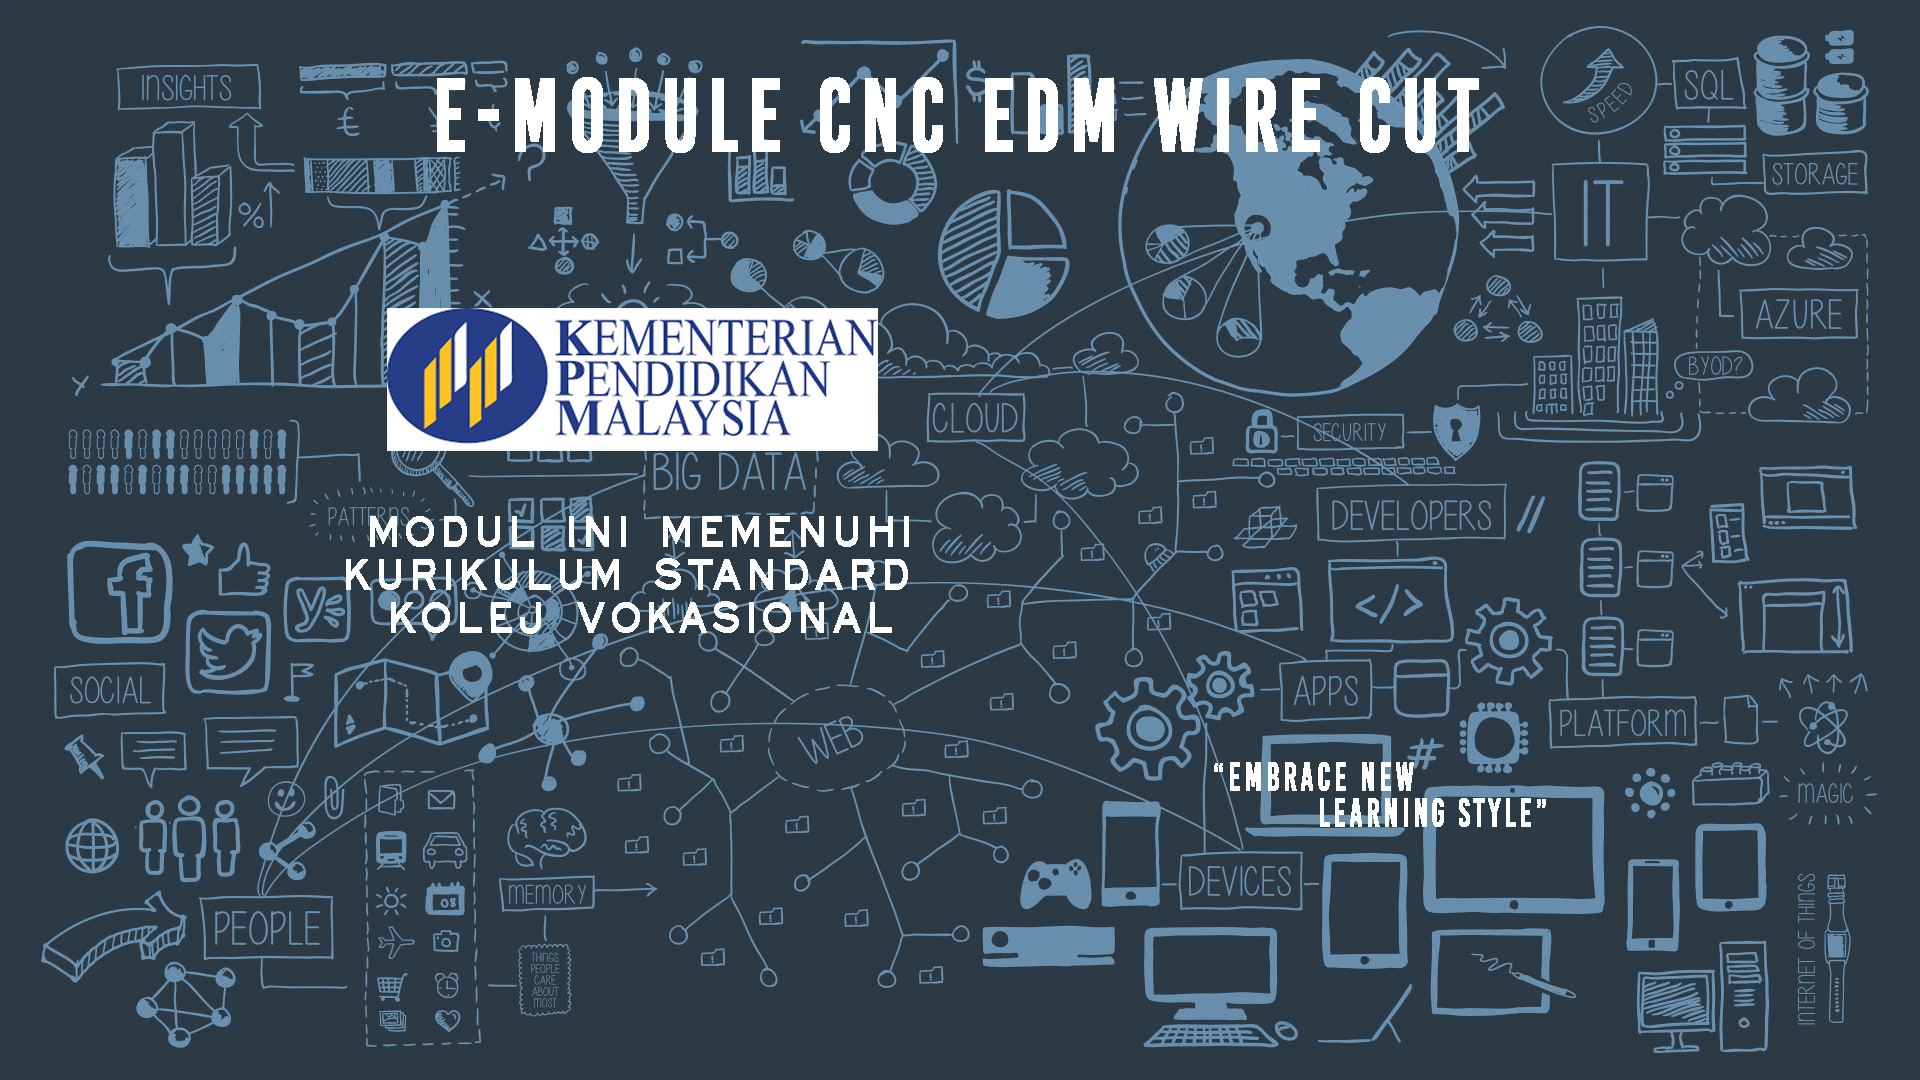 E-MODULE CNC EDM WIRE CUT
INSIGHTS
SPEED
SQL
STORAGE
IT
%
AZURE
BYOD?
KEMENTERIAN
PENDIDIKAN
MALAYSIA
CLOUD
SECURITY
BIG DATA
PATTERNS
DEVELOPERS //
MODUL INI MEMENUHI
KURIKULUM STANDARD
KOLEJ VOKASIONAL
</>
SOCIAL
APPS
PLATFORM
WEB
#
"EMBRACE NEW
LEARNING STYLE"
MAGIC
MEMORY
DEVICES
08
PEOPLE
THINGS
PEOPLE
CARE
ABOUT
MOST
INTERNET OF THINGS